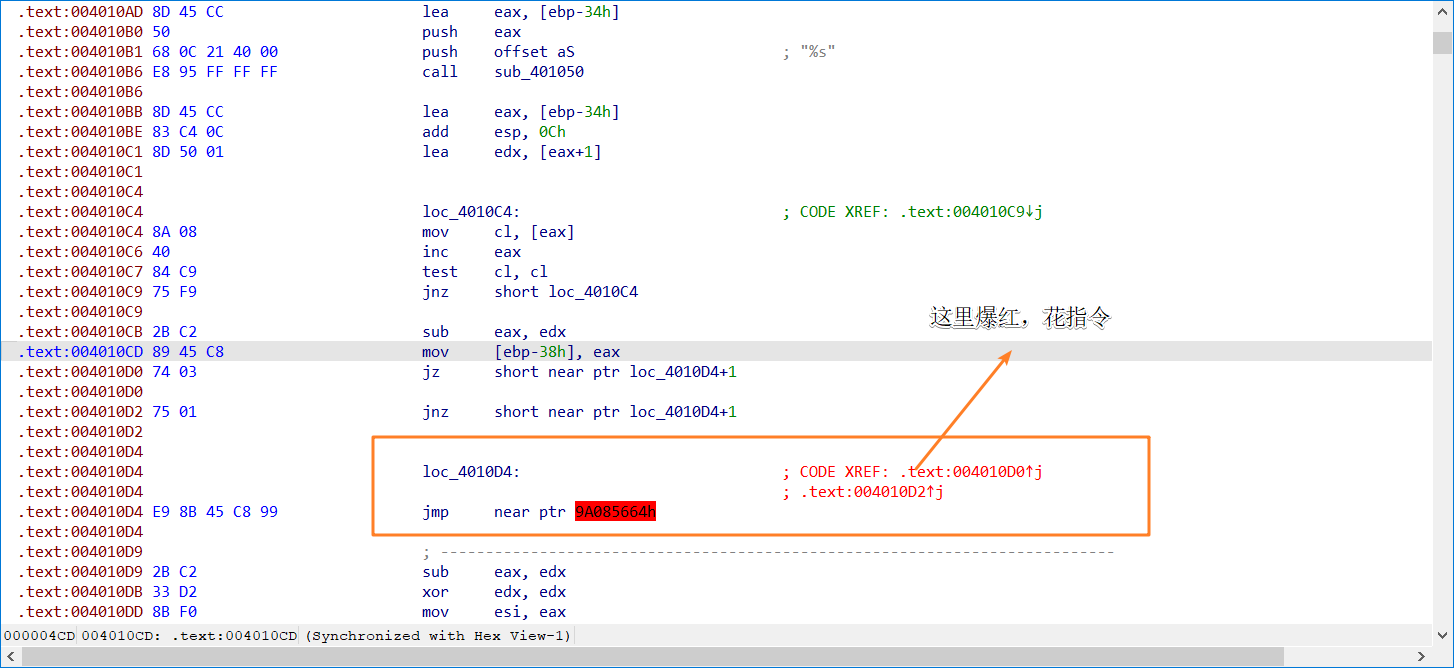 .text:004010AD 8D 45 CC lea eax, [ebp-34h]
.text:004010B0 50 push eax
.text:004010B1 68 0C 21 40 00 push offset aS ; "%s"
.text:004010B6 E8 95 FF FF FF call sub_401050
.text:004010B6
.text:004010BB 8D 45 CC lea eax, [ebp-34h]
.text:004010BE 83 C4 0C add esp, 0Ch
.text:004010C1 8D 50 01 lea edx, [eax+1]
.text:004010C1
.text:004010C4
.text:004010C4 loc_4010C4: ; CODE XREF: .text:004010C9↓j
.text:004010C4 8A 08 mov cl, [eax]
.text:004010C6 40 inc eax
.text:004010C7 84 C9 test cl, cl
.text:004010C9 75 F9 jnz short loc_4010C4
.text:004010C9
这里爆红，花指令
.text:004010CB 2B C2 sub eax, edx
.text:004010CD 89 45 C8 mov [ebp-38h], eax
.text:004010D0 74 03 jz short near ptr loc_4010D4+1
.text:004010D0
.text:004010D2 75 01 jnz short near ptr loc_4010D4+1
.text:004010D2
.text:004010D4
.text:004010D4 loc_4010D4: ; CODE XREF: .text:004010D0↑j
.text:004010D4 ; .text:004010D2↑j
.text:004010D4 E9 8B 45 C8 99 jmp near ptr 9A085664h
.text:004010D4
.text:004010D9 ; ---------------------------------------------------------------------------
.text:004010D9 2B C2 sub eax, edx
.text:004010DB 33 D2 xor edx, edx
.text:004010DD 8B F0 mov esi, eax
000004CD 004010CD: .text:004010CD (Synchronized with Hex View-1)